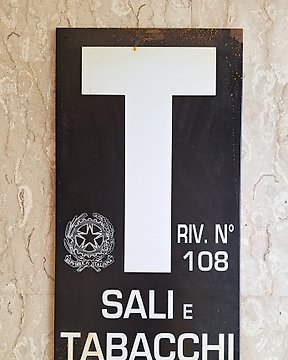 T
RIV. N°
108
SALI E
TABACCHI